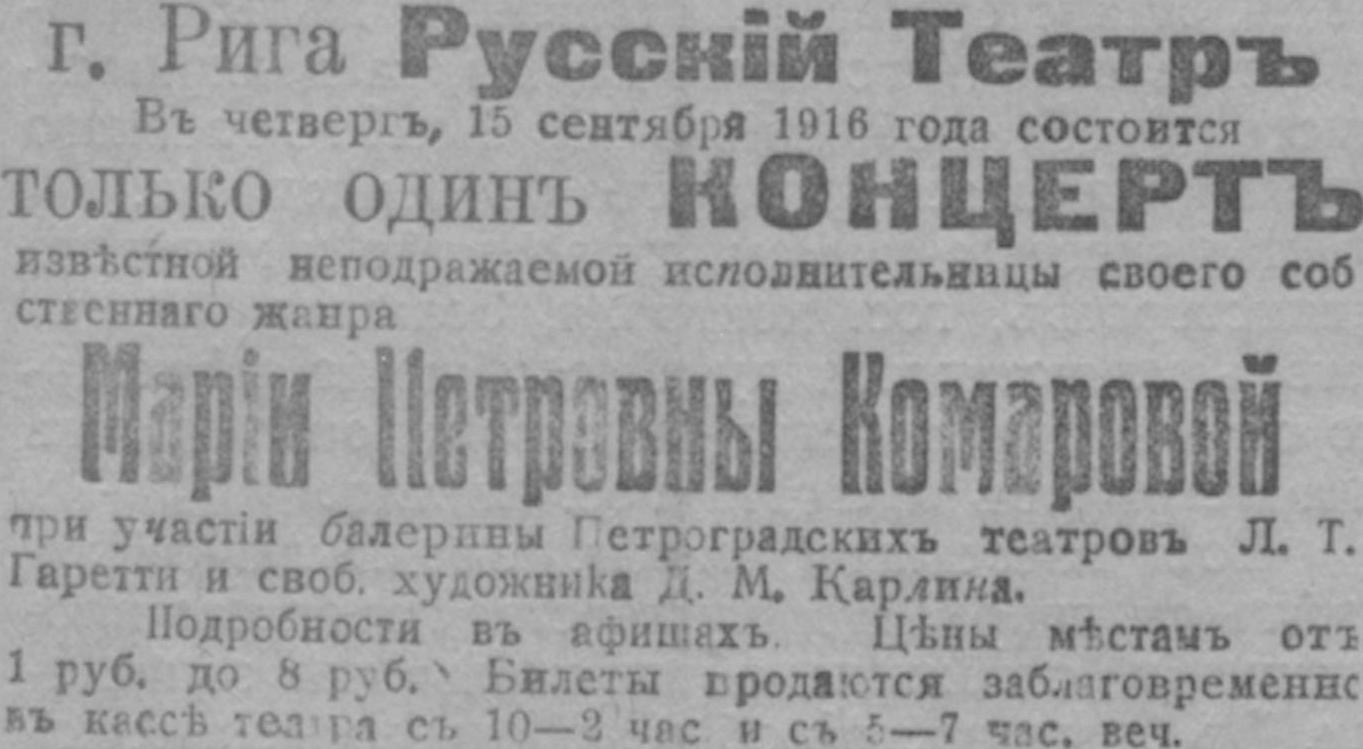 г. Рига Русскій Театръ
Въ четвергъ, 15 сентября 1916 года состоится
только одинъ КОНЦЕРТЪ
извѣстной неподражаемой исполнительницы своего соб
ственнаго жанра
Маріи Петровны Комаровой
при участіи балерины Петроградскихъ театровъ Л. Т.
Гаретти и своб. художника Д. М. Карлина.
Подробности въ афишахъ. Цѣны мѣстамъ отъ
1 руб. до 8 руб. Билеты продаются заблаговременно
въ кассѣ театра съ 10—2 час и съ 5—7 час. веч.